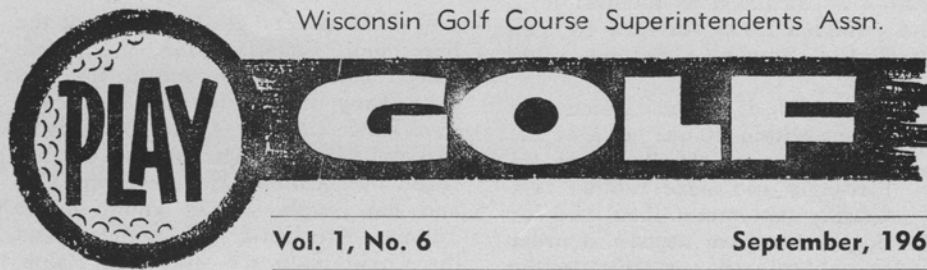 Wisconsin Golf Course Superintendents Assn.
PLAY GOLF
Vol. 1, No. 6 September, 196